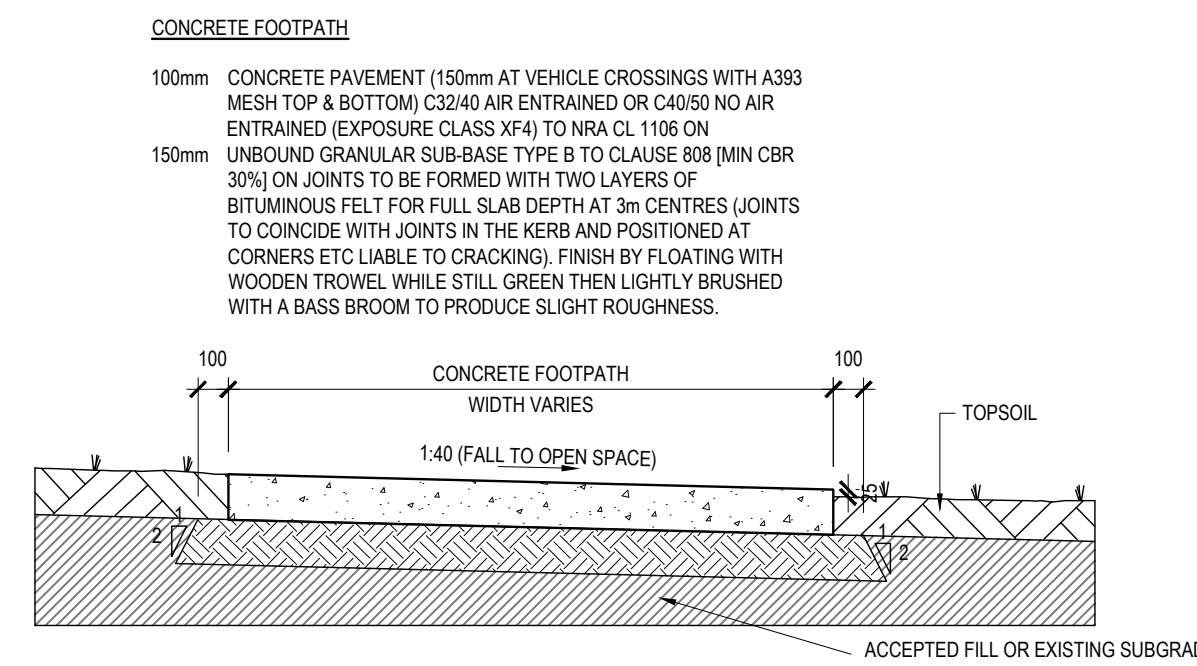 CONCRETE FOOTPATH
100mm CONCRETE PAVEMENT (150mm AT VEHICLE CROSSINGS WITH A393
MESH TOP & BOTTOM) C32/40 AIR ENTRAINED OR C40/50 NO AIR
ENTRAINED (EXPOSURE CLASS XF4) TO NRA CL 1106 ON
150mm UNBOUND GRANULAR SUB-BASE TYPE B TO CLAUSE 808 [MIN CBR
30%] ON JOINTS TO BE FORMED WITH TWO LAYERS OF
BITUMINOUS FELT FOR FULL SLAB DEPTH AT 3m CENTRES (JOINTS
TO COINCIDE WITH JOINTS IN THE KERB AND POSITIONED AT
CORNERS ETC LIABLE TO CRACKING). FINISH BY FLOATING WITH
WOODEN TROWEL WHILE STILL GREEN THEN LIGHTLY BRUSHED
WITH A BASS BROOM TO PRODUCE SLIGHT ROUGHNESS.
100
CONCRETE FOOTPATH
WIDTH VARIES
100
TOPSOIL
1:40 (FALL TO OPEN SPACE)
25
1
2
1
2
ACCEPTED FILL OR EXISTING SUBGRAD